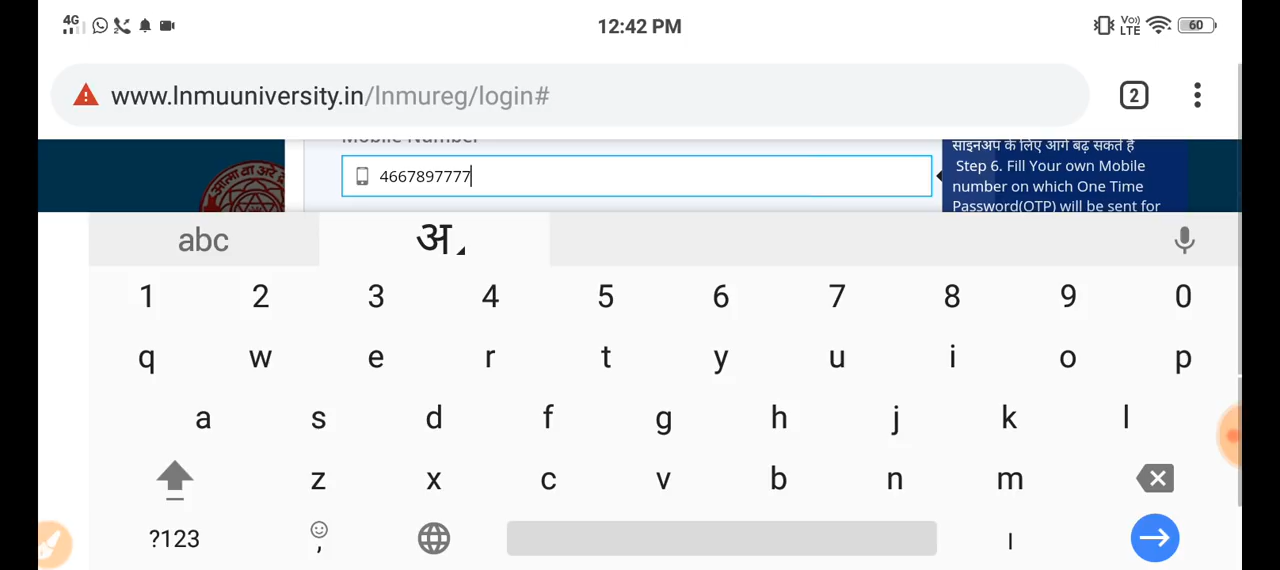 4G 12:42 PM Vo) LTE 60
www.lnmuuniversity.in/lnmureg/login# 2
Mobile Number
4667897777
साइनअप के लिए आगे बढ़ सकते है
Step 6. Fill Your own Mobile
number on which One Time
Password(OTP) will be sent for
abc अ
1 2 3 4 5 6 7 8 9 0
q w e r t y u i o p
a s d f g h j k l
z x c v b n m
?123 , ।